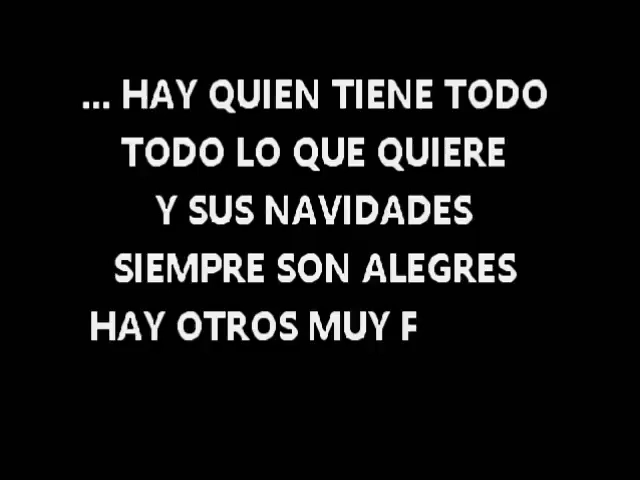 ... HAY QUIEN TIENE TODO
TODO LO QUE QUIERE
Y SUS NAVIDADES
SIEMPRE SON ALEGRES
HAY OTROS MUY